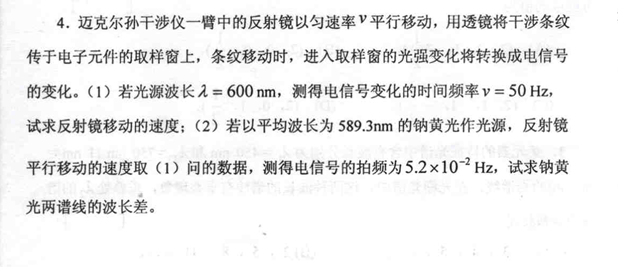 4．迈克尔孙干涉仪一臂中的反射镜以匀速率 v 平行移动，用透镜将干涉条纹
传于电子元件的取样窗上，条纹移动时，进入取样窗的光强变化将转换成电信号
的变化。（1）若光源波长 λ = 600 nm，测得电信号变化的时间频率 ν = 50 Hz，
试求反射镜移动的速度；（2）若以平均波长为 589.3nm 的钠黄光作光源，反射镜
平行移动的速度取（1）问的数据，测得电信号的拍频为 5.2×10⁻² Hz，试求钠黄
光两谱线的波长差。